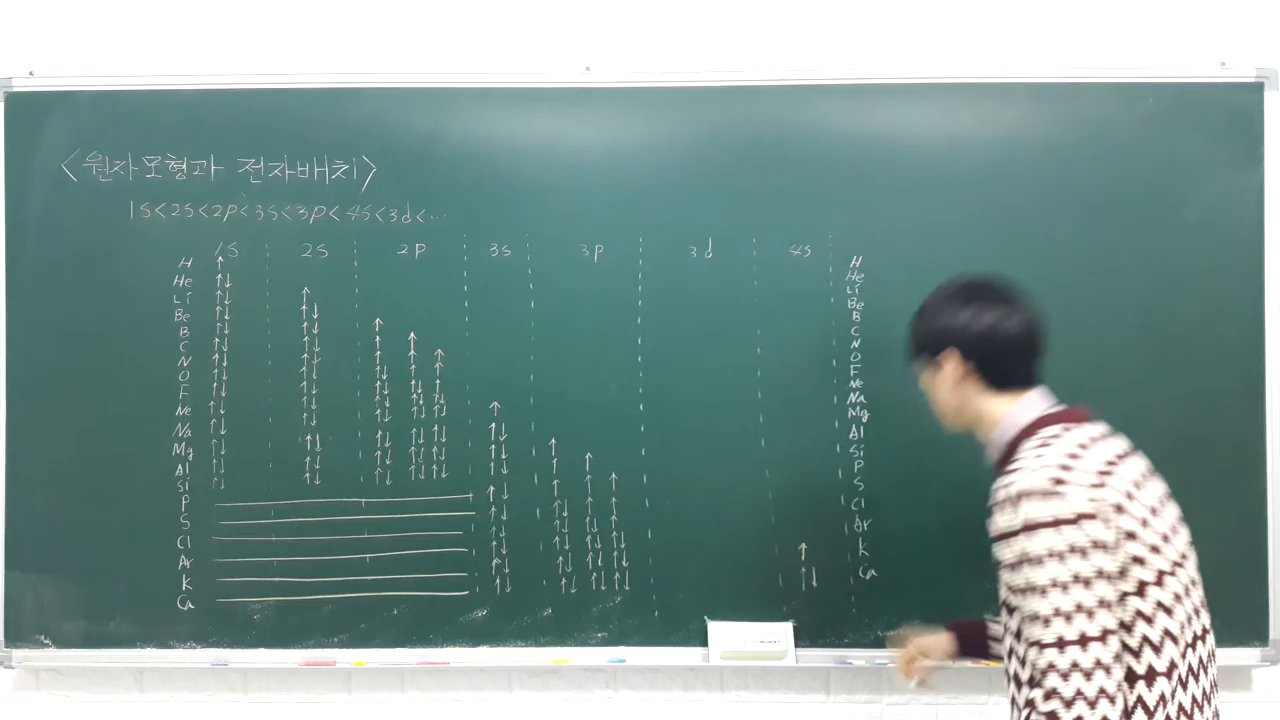 <원자모형과 전자배치>
1s<2s<2p<3s<3p<4s<3d<...
1s 2s 2p 3s 3p 3d 4s
H ↑ H
He ↑↓ He
Li ↑↓ ↑ Li
Be ↑↓ ↑↓ Be
B ↑↓ ↑↓ ↑ B
C ↑↓ ↑↓ ↑ ↑ C
N ↑↓ ↑↓ ↑ ↑ ↑ N
O ↑↓ ↑↓ ↑↓ ↑ ↑ O
F ↑↓ ↑↓ ↑↓ ↑↓ ↑ F
Ne ↑↓ ↑↓ ↑↓ ↑↓ ↑↓ Ne
Na ↑↓ ↑↓ ↑↓ ↑↓ ↑↓ ↑ Na
Mg ↑↓ ↑↓ ↑↓ ↑↓ ↑↓ ↑↓ Mg
Al ↑↓ ↑↓ ↑↓ ↑↓ ↑↓ ↑↓ ↑ Al
Si ↑↓ ↑↓ ↑↓ ↑↓ ↑↓ ↑↓ ↑ ↑ Si
P ↑↓ ↑ ↑ ↑ P
S ↑↓ ↑↓ ↑ ↑ S
Cl ↑↓ ↑↓ ↑↓ ↑ Cl
Ar ↑↓ ↑↓ ↑↓ ↑↓ Ar
K ↑↓ ↑↓ ↑↓ ↑↓ ↑ K
Ca ↑↓ ↑↓ ↑↓ ↑↓ ↑↓ Ca